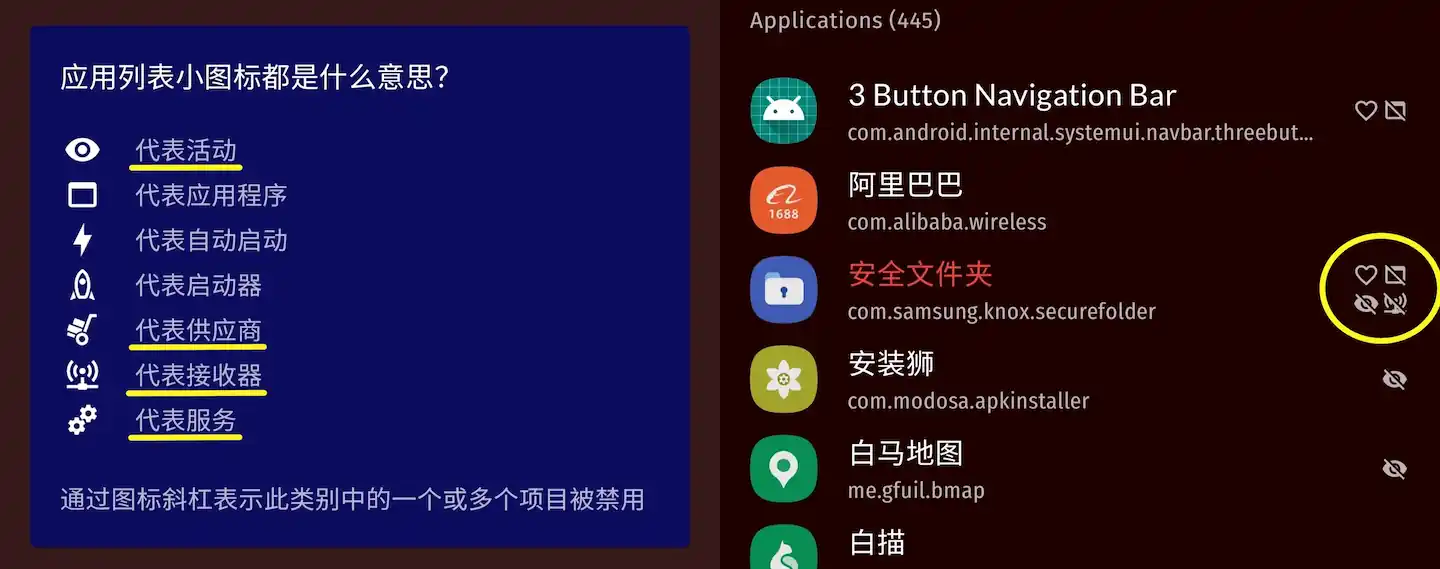 应用列表小图标都是什么意思？
代表活动
代表应用程序
代表自动启动
代表启动器
代表供应商
代表接收器
代表服务
通过图标斜杠表示此类别中的一个或多个项目被禁用
Applications (445)
3 Button Navigation Bar
com.android.internal.systemui.navbar.threebut...
阿里巴巴
1688
com.alibaba.wireless
安全文件夹
com.samsung.knox.securefolder
安装狮
com.modosa.apkinstaller
白马地图
me.gfuil.bmap
白描